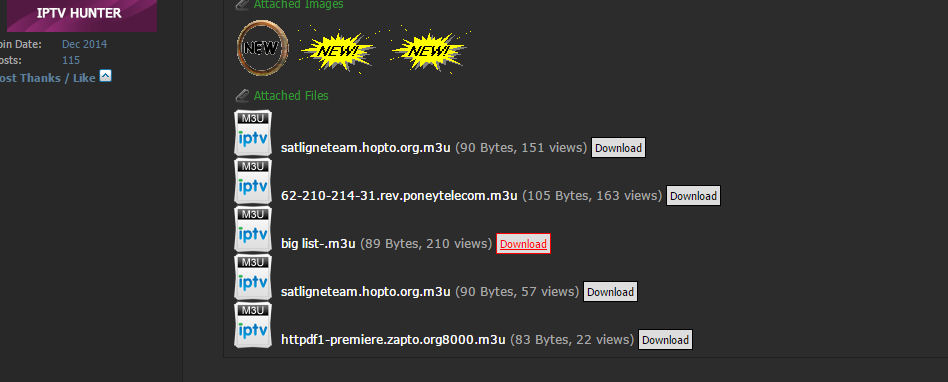 IPTV HUNTER
oin Date: Dec 2014
osts: 115
ost Thanks / Like
Attached Images
NEW NEW! NEW!
Attached Files
M3U
iptv satligneteam.hopto.org.m3u (90 Bytes, 151 views) Download
M3U
iptv 62-210-214-31.rev.poneytelecom.m3u (105 Bytes, 163 views) Download
M3U
iptv big list-.m3u (89 Bytes, 210 views) Download
M3U
iptv satligneteam.hopto.org.m3u (90 Bytes, 57 views) Download
M3U
iptv httpdf1-premiere.zapto.org8000.m3u (83 Bytes, 22 views) Download